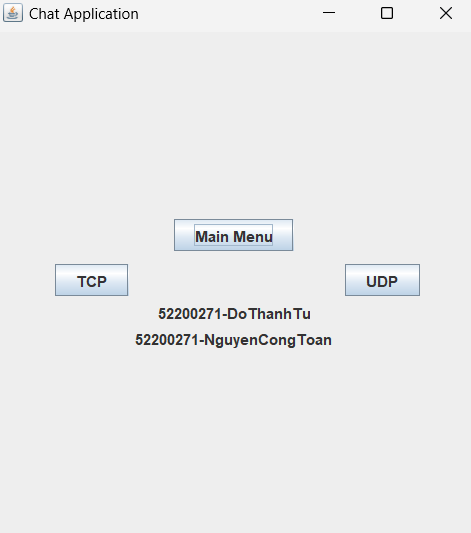 Chat Application
Main Menu
TCP
UDP
52200271-DoThanhTu
52200271-NguyenCongToan